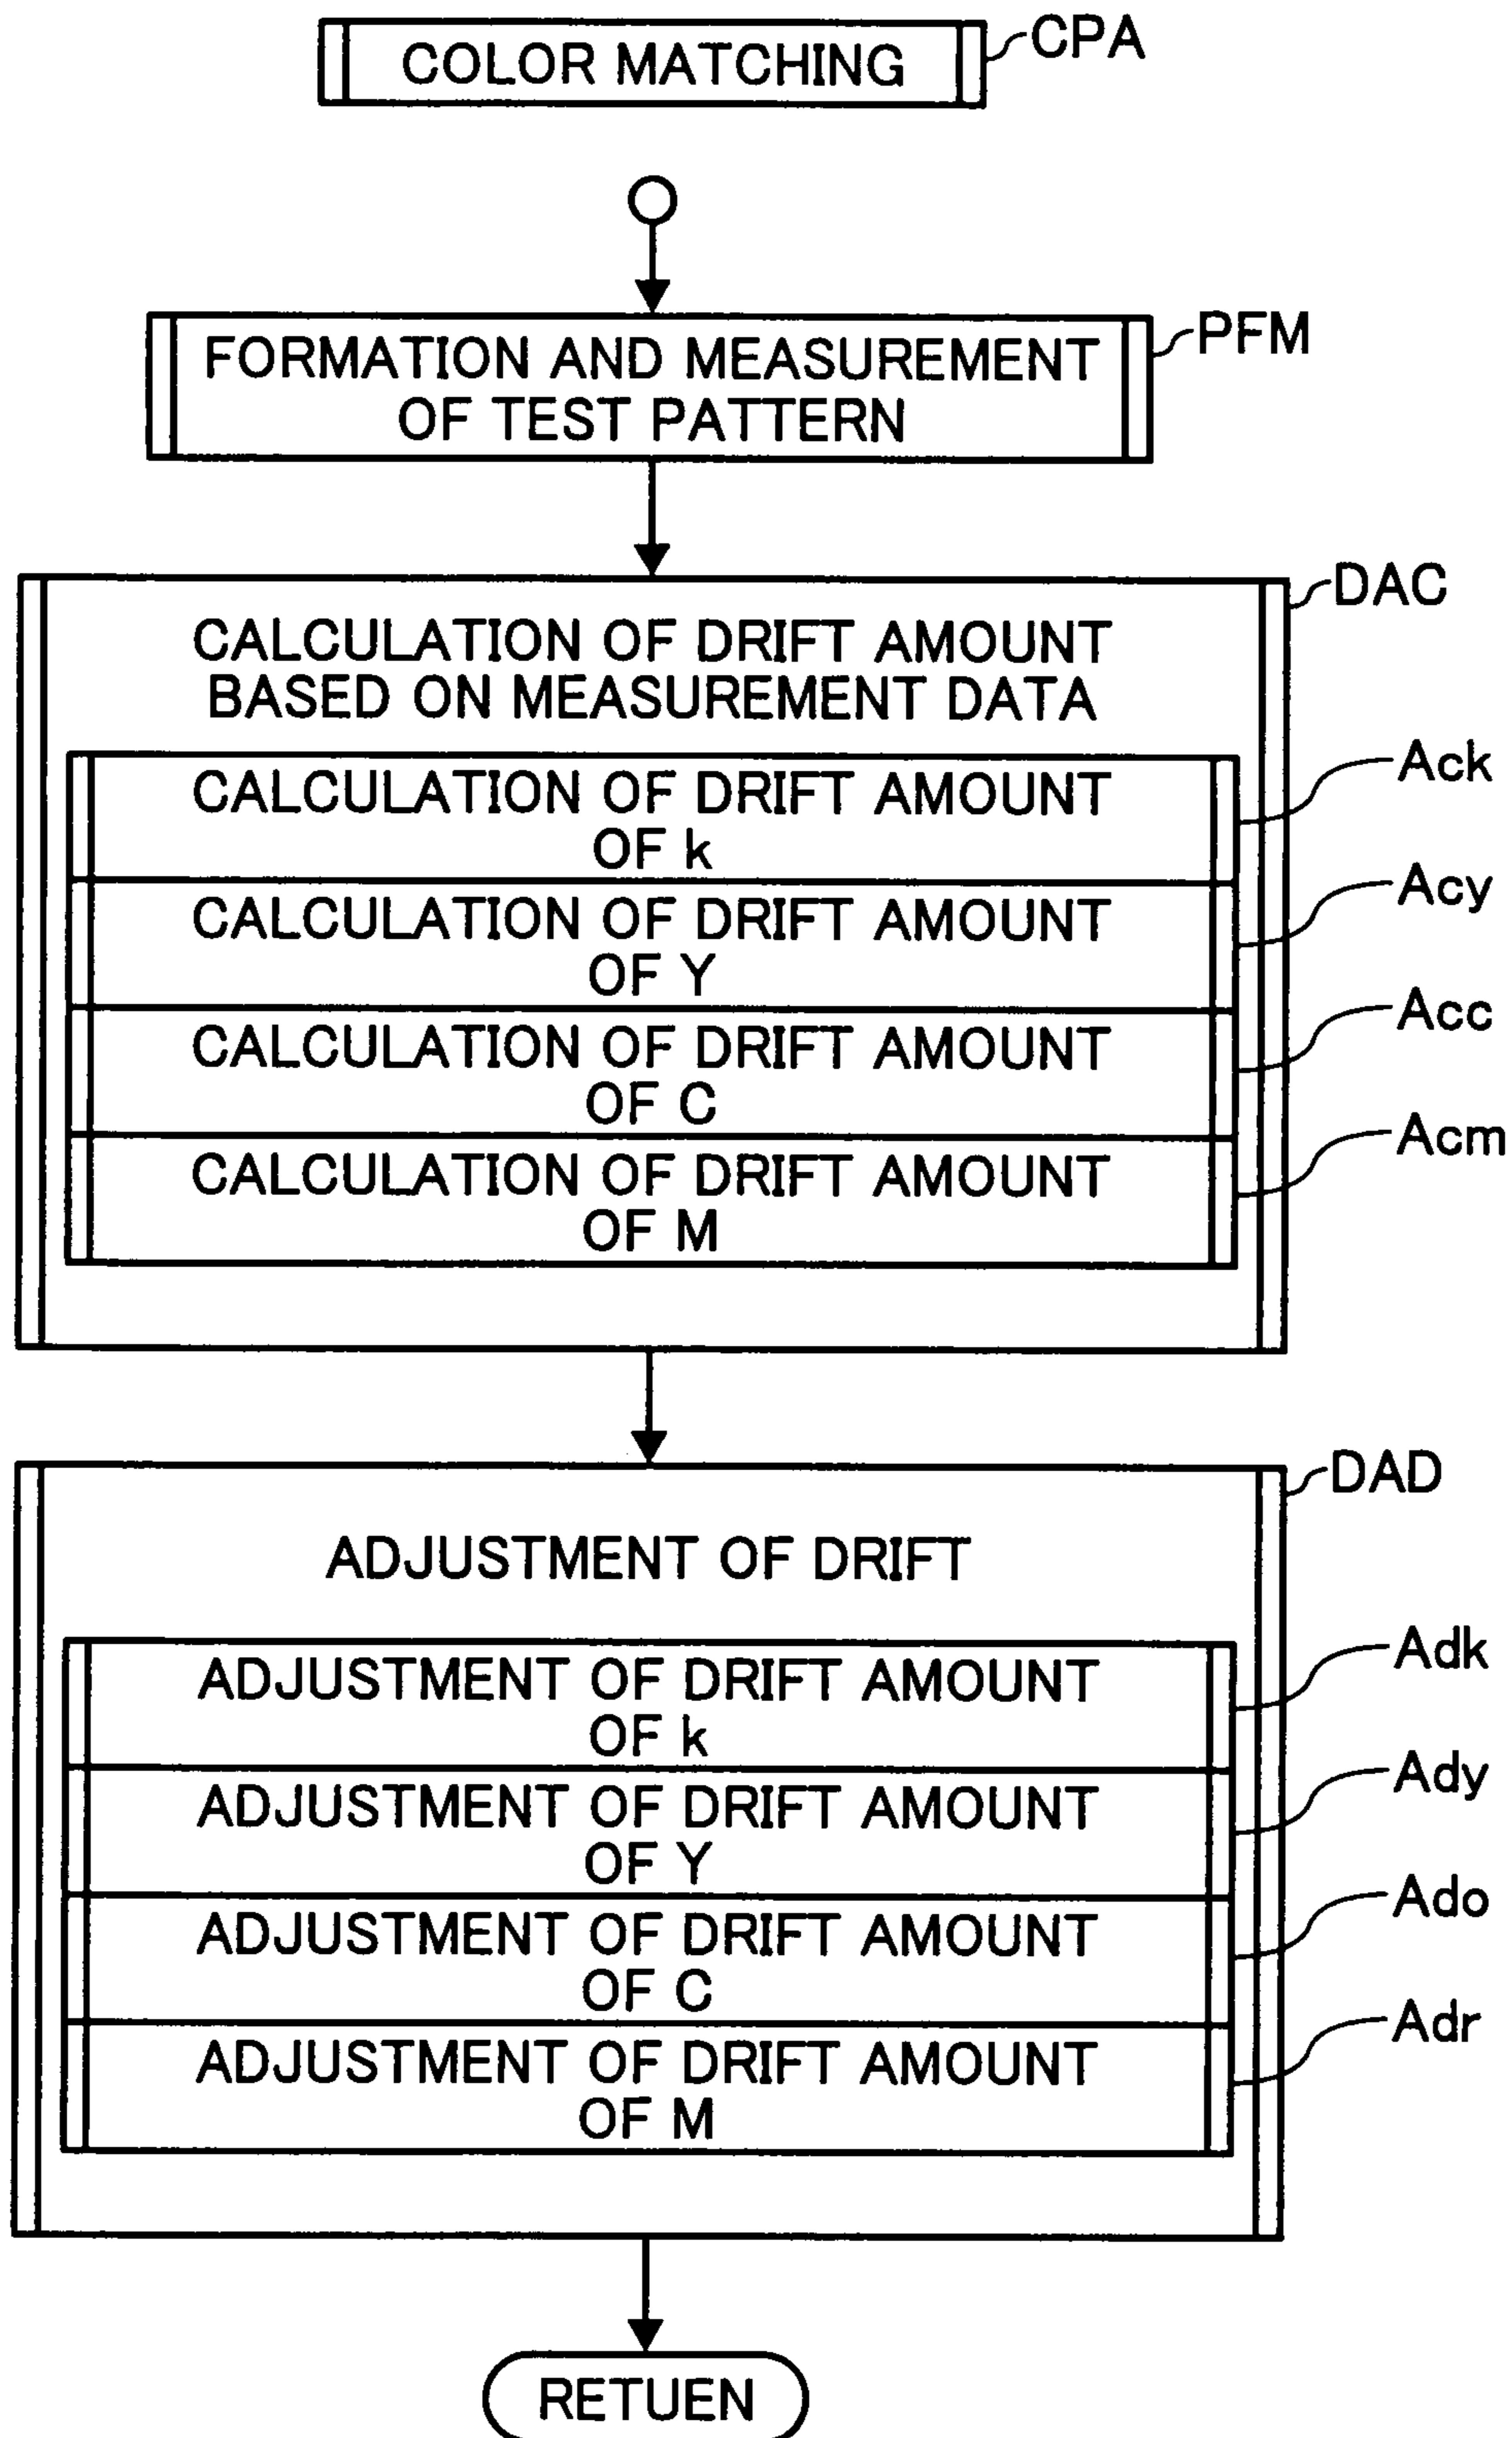 COLOR MATCHING
CPA
FORMATION AND MEASUREMENT
OF TEST PATTERN
PFM
CALCULATION OF DRIFT AMOUNT
BASED ON MEASUREMENT DATA
DAC
CALCULATION OF DRIFT AMOUNT
OF k
Ack
CALCULATION OF DRIFT AMOUNT
OF Y
Acy
CALCULATION OF DRIFT AMOUNT
OF C
Acc
CALCULATION OF DRIFT AMOUNT
OF M
Acm
ADJUSTMENT OF DRIFT
DAD
ADJUSTMENT OF DRIFT AMOUNT
OF k
Adk
ADJUSTMENT OF DRIFT AMOUNT
OF Y
Ady
ADJUSTMENT OF DRIFT AMOUNT
OF C
Ado
ADJUSTMENT OF DRIFT AMOUNT
OF M
Adr
RETUEN